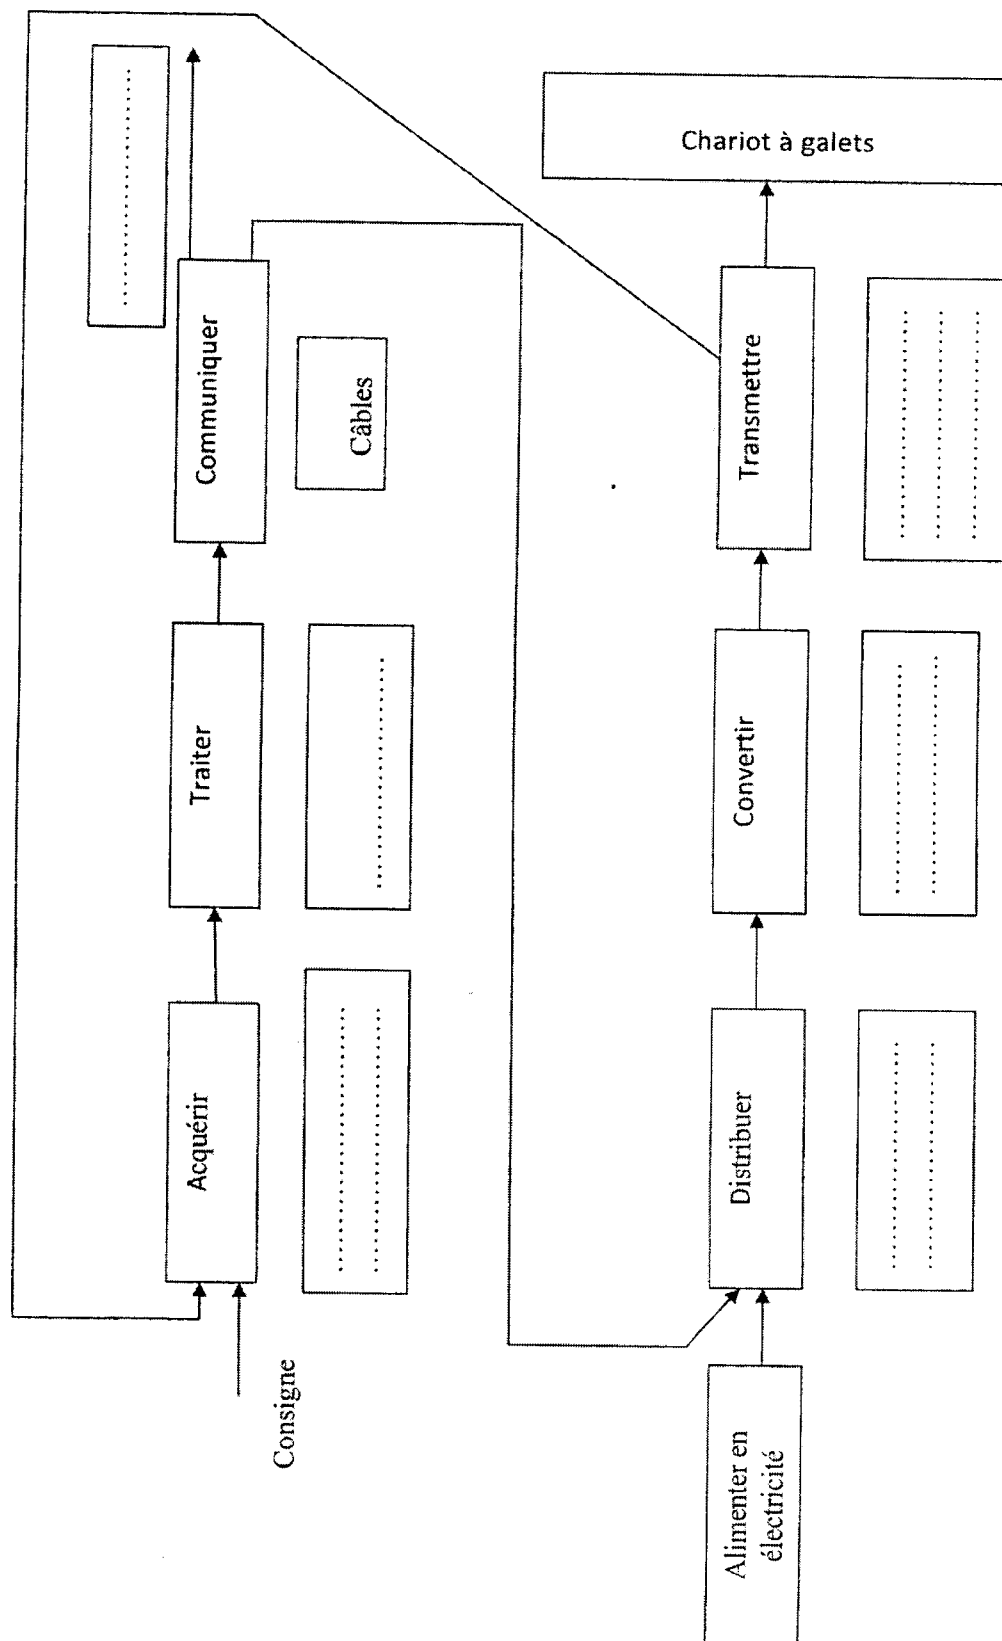 Consigne
Acquérir
Traiter
Communiquer
Câbles
Alimenter en
électricité
Distribuer
Convertir
Transmettre
Chariot à galets